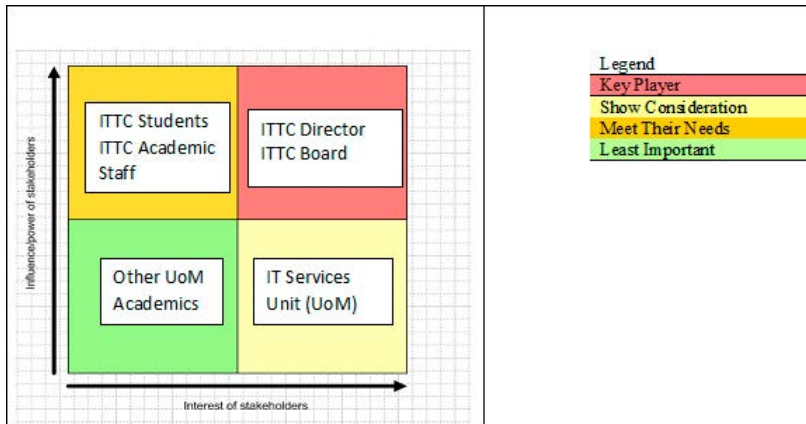 Influence/power of stakeholders
ITTC Students
ITTC Academic
Staff
ITTC Director
ITTC Board
Other UoM
Academics
IT Services
Unit (UoM)
Interest of stakeholders
Legend
Key Player
Show Consideration
Meet Their Needs
Least Important